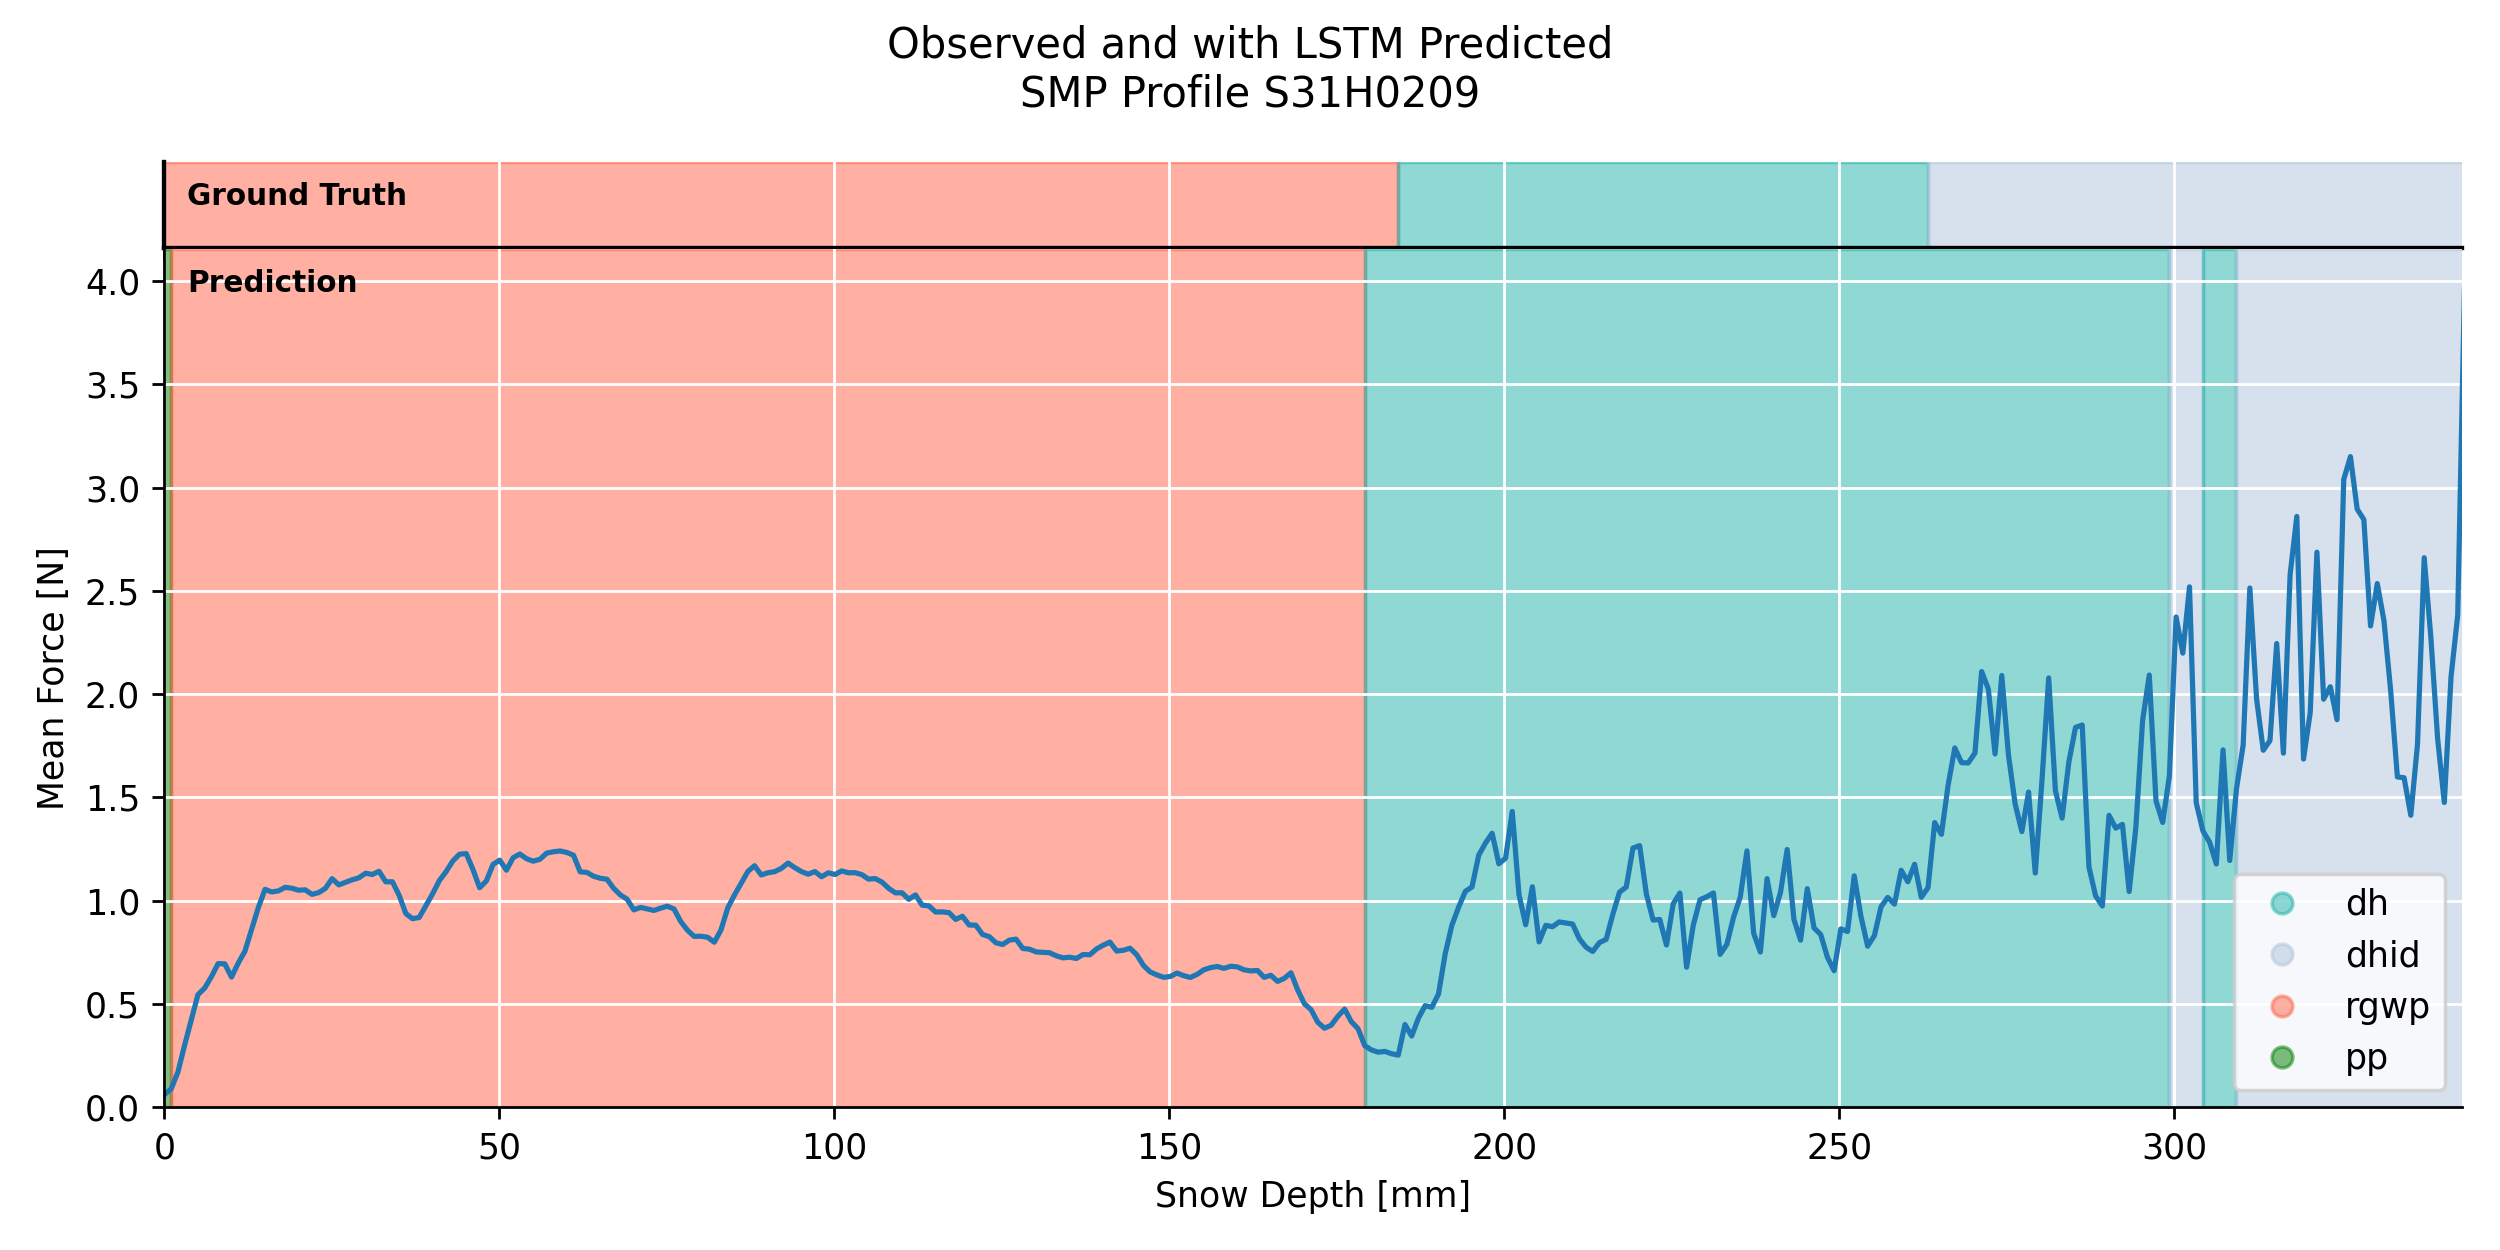 Observed and with LSTM Predicted
SMP Profile S31H0209
Ground Truth
Prediction
4.0
3.5
3.0
2.5
2.0
1.5
1.0
0.5
0.0
Mean Force [N]
0 50 100 150 200 250 300
Snow Depth [mm]
dh
dhid
rgwp
pp